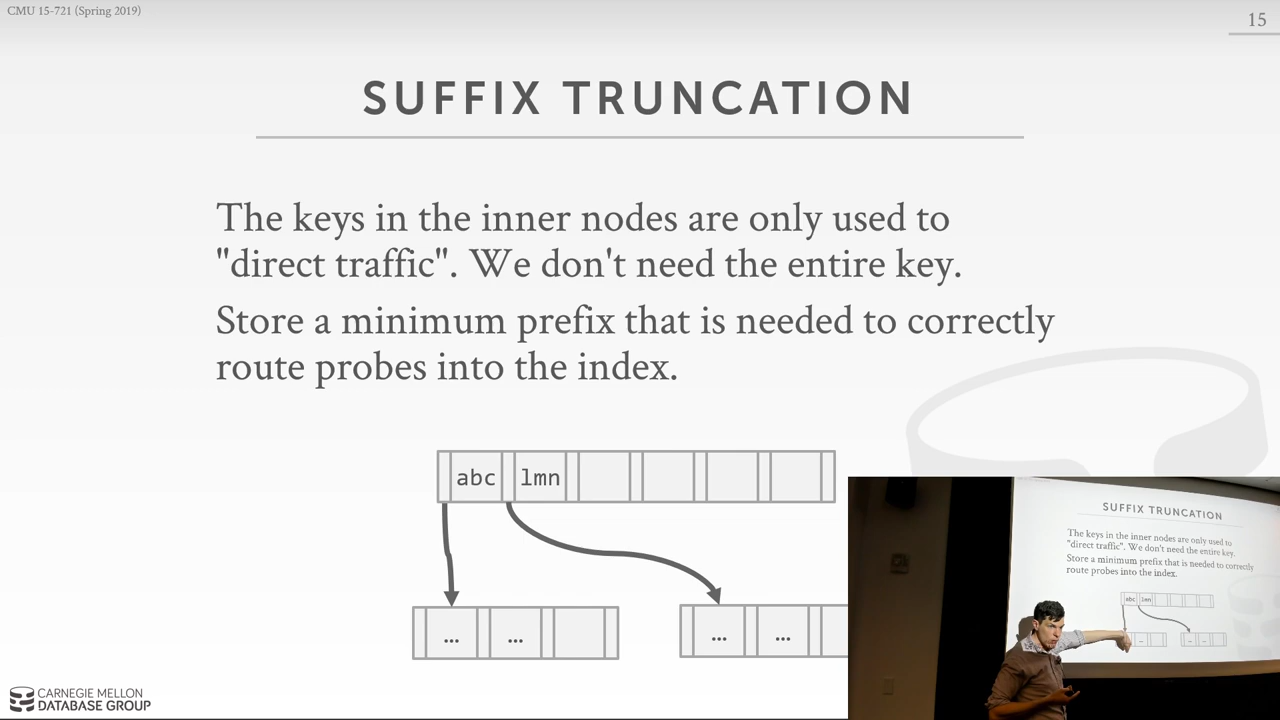 CMU 15-721 (Spring 2019)
15
SUFFIX TRUNCATION
The keys in the inner nodes are only used to
"direct traffic". We don't need the entire key.
Store a minimum prefix that is needed to correctly
route probes into the index.
abc lmn
... ... ... ...
SUFFIX TRUNCATION
The keys in the inner nodes are only used to
"direct traffic". We don't need the entire key.
Store a minimum prefix that is needed to correctly
route probes into the index.
abc lmn
CARNEGIE MELLON
DATABASE GROUP